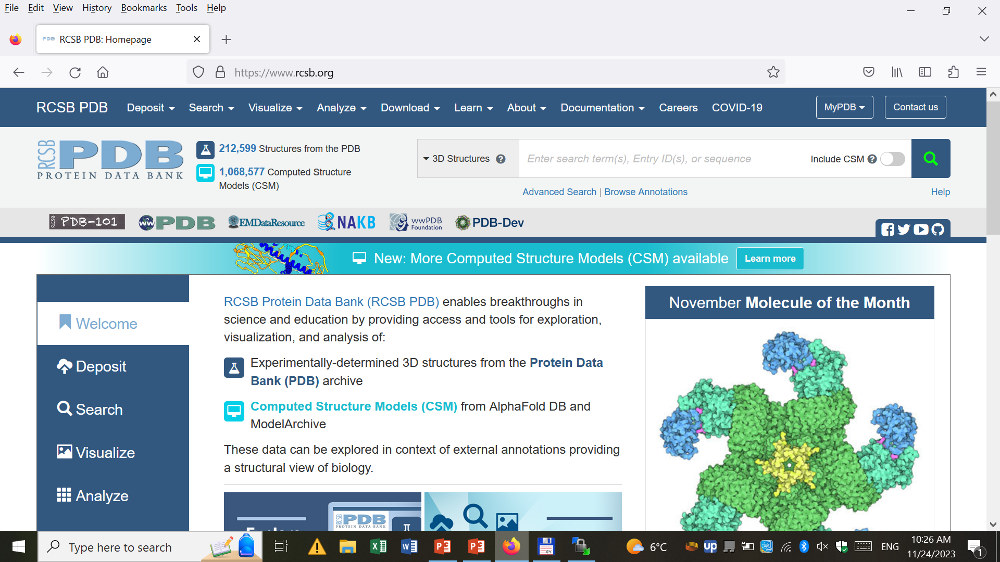 File Edit View History Bookmarks Tools Help
RCSB PDB: Homepage
https://www.rcsb.org
RCSB PDB Deposit Search Visualize Analyze Download Learn About Documentation Careers COVID-19 MyPDB Contact us
RCSB PDB
PROTEIN DATA BANK
212,599 Structures from the PDB
1,068,577 Computed Structure
Models (CSM)
3D Structures ? Enter search term(s), Entry ID(s), or sequence Include CSM ?
Advanced Search | Browse Annotations Help
RCSB PDB-101 wwPDB EMDataResource NAKB wwPDB Foundation PDB-Dev
New: More Computed Structure Models (CSM) available Learn more
Welcome
Deposit
Search
Visualize
Analyze
RCSB Protein Data Bank (RCSB PDB) enables breakthroughs in
science and education by providing access and tools for exploration,
visualization, and analysis of:
Experimentally-determined 3D structures from the Protein Data
Bank (PDB) archive
Computed Structure Models (CSM) from AlphaFold DB and
ModelArchive
These data can be explored in context of external annotations providing
a structural view of biology.
RCSB PDB
PROTEIN DATA BANK
November Molecule of the Month
Type here to search
6°C
up
ENG
10:26 AM
11/24/2023
1